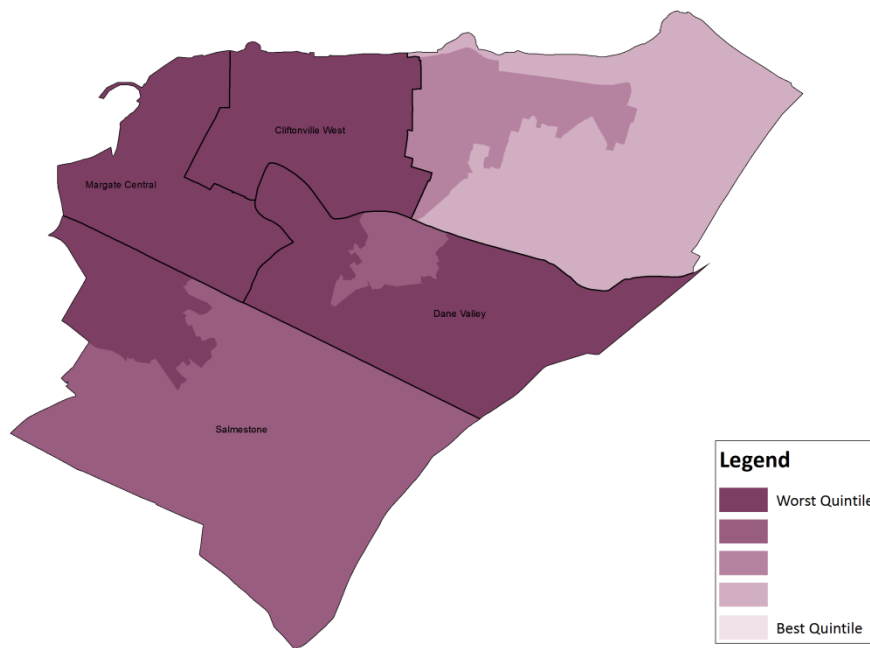 Cliftonville West
Margate Central
Dane Valley
Salmestone
Legend
Worst Quintile
Best Quintile